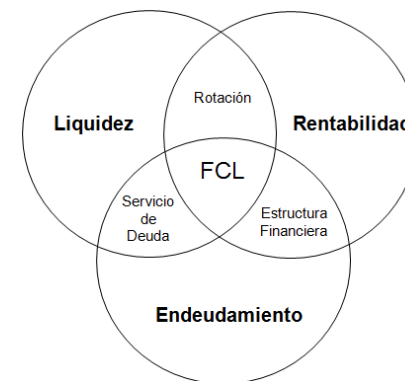 Rotación
Liquidez
Rentabilidad
FCL
Servicio
de
Deuda
Estructura
Financiera
Endeudamiento